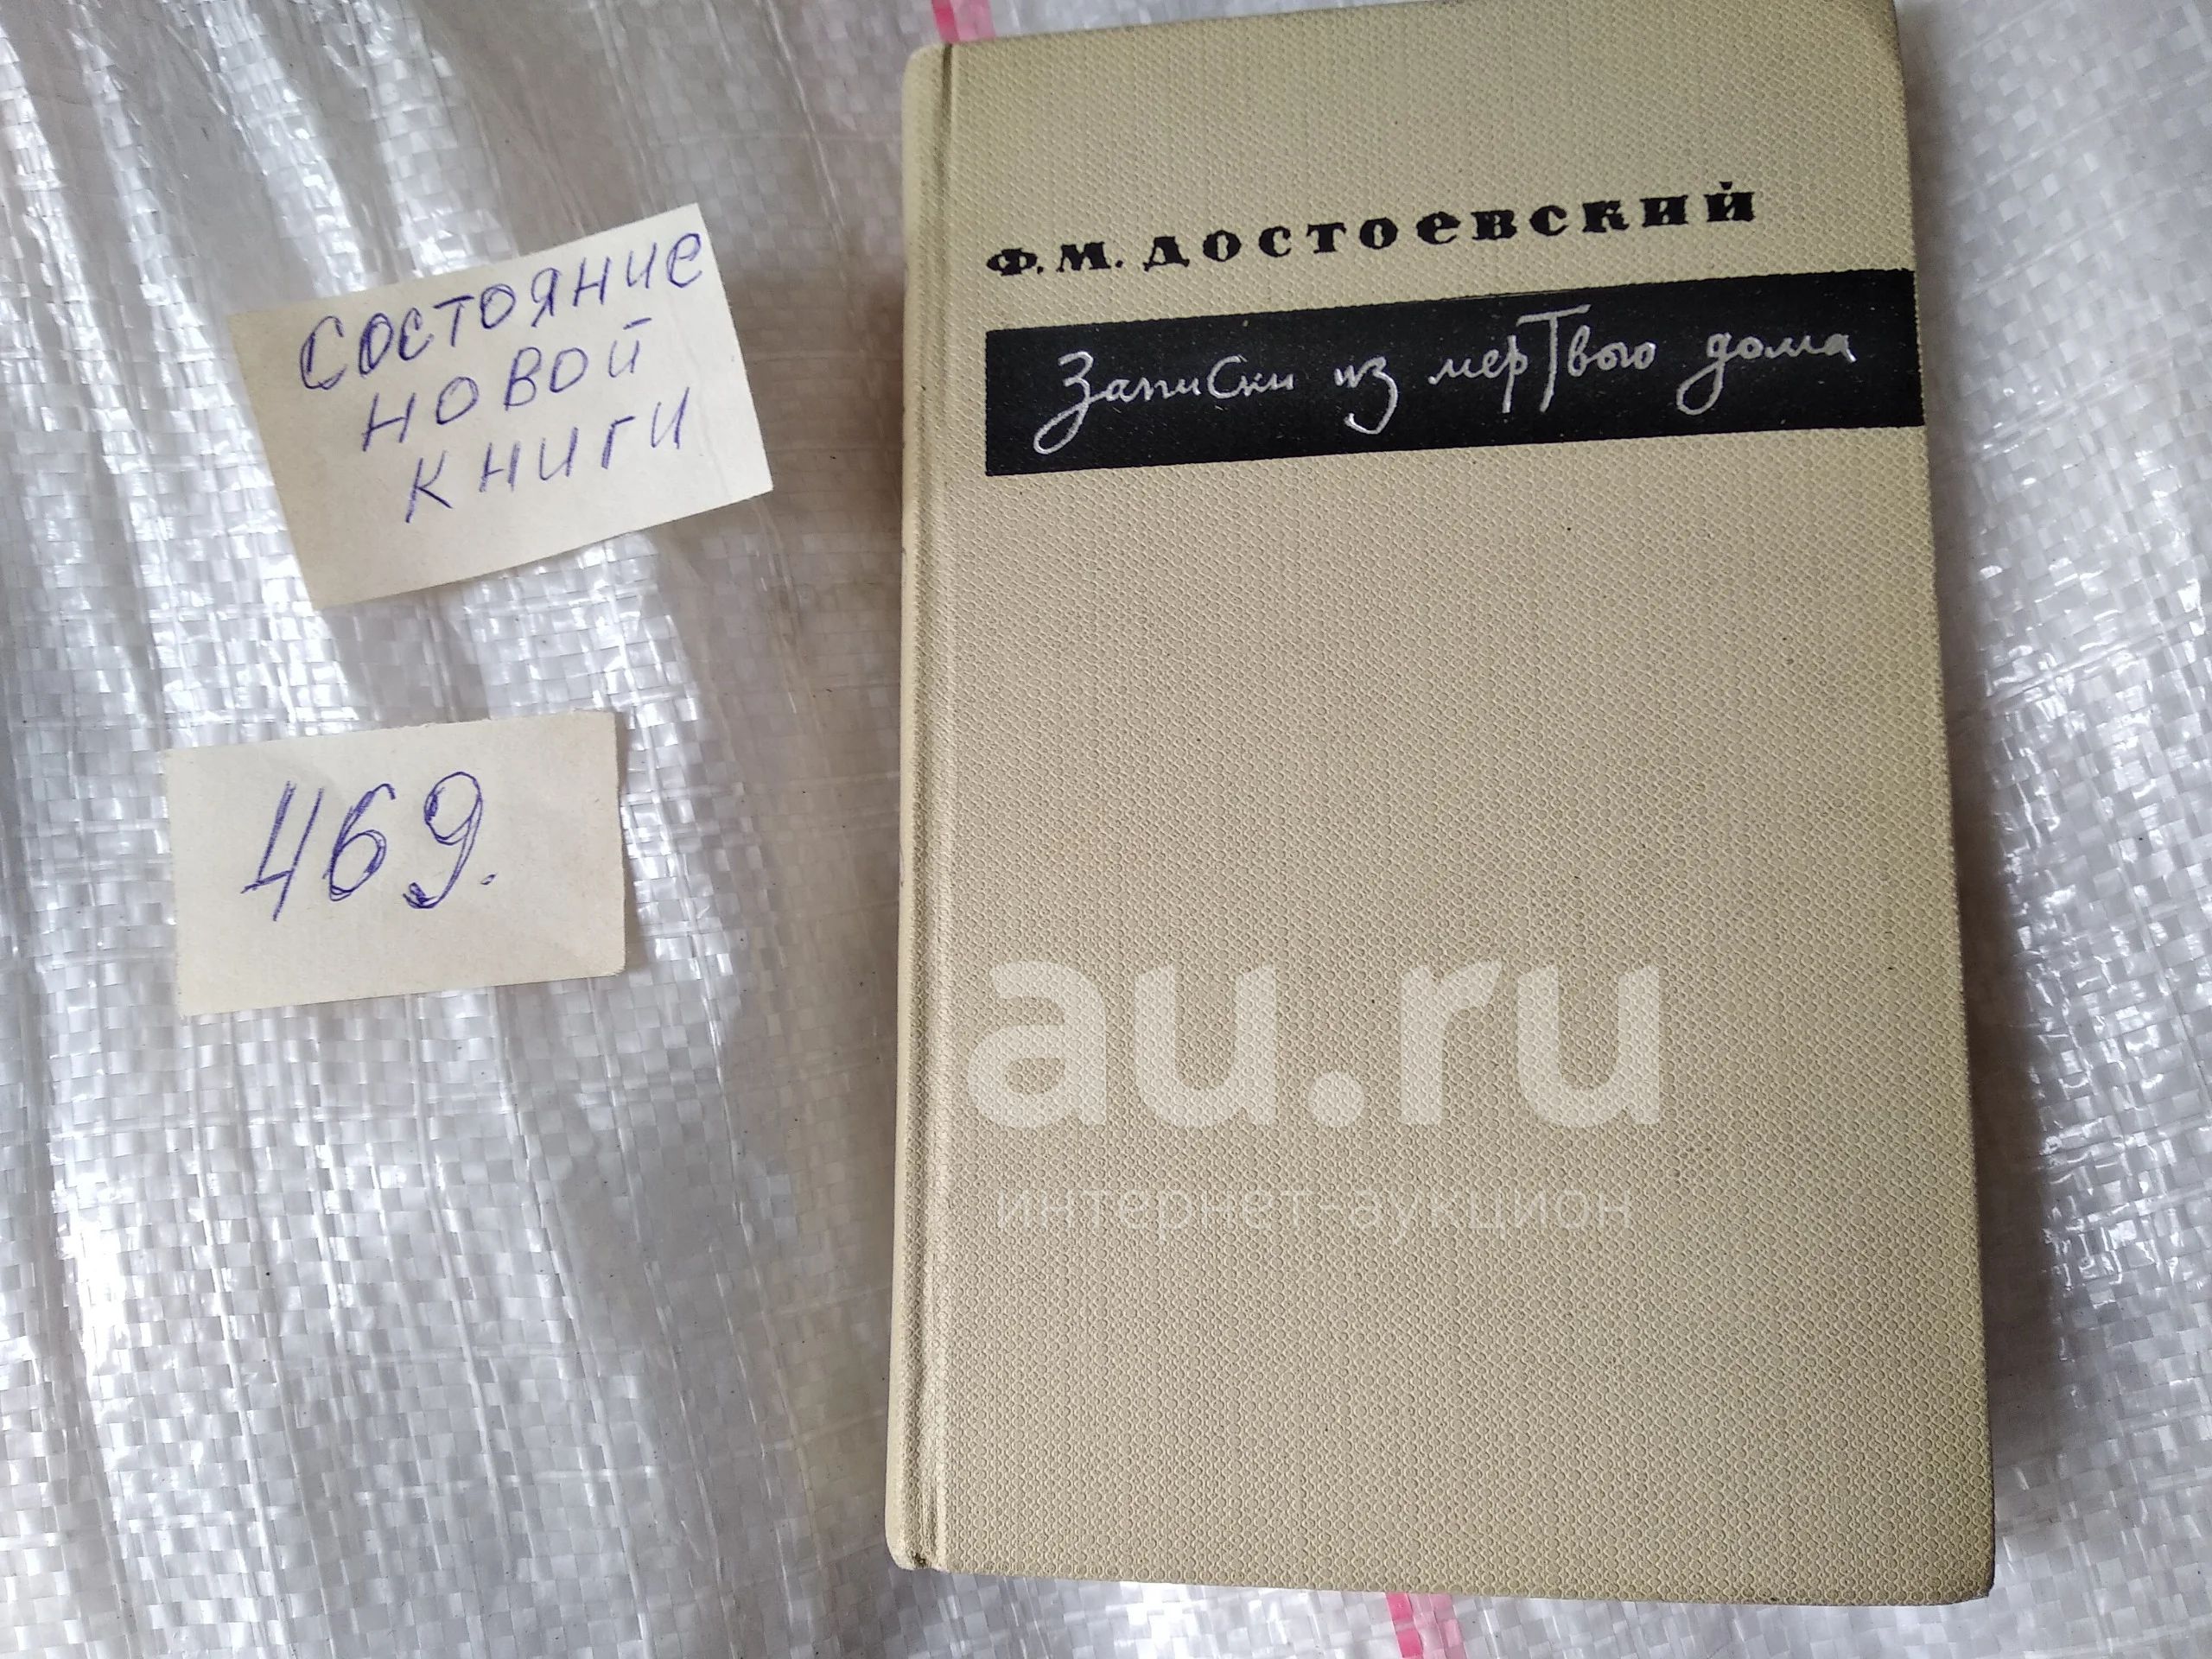 состояние
новой
книги
469.
Ф.М. ДОСТОЕВСКИЙ
Записки из мертвого дома
au.ru
интернет-аукцион